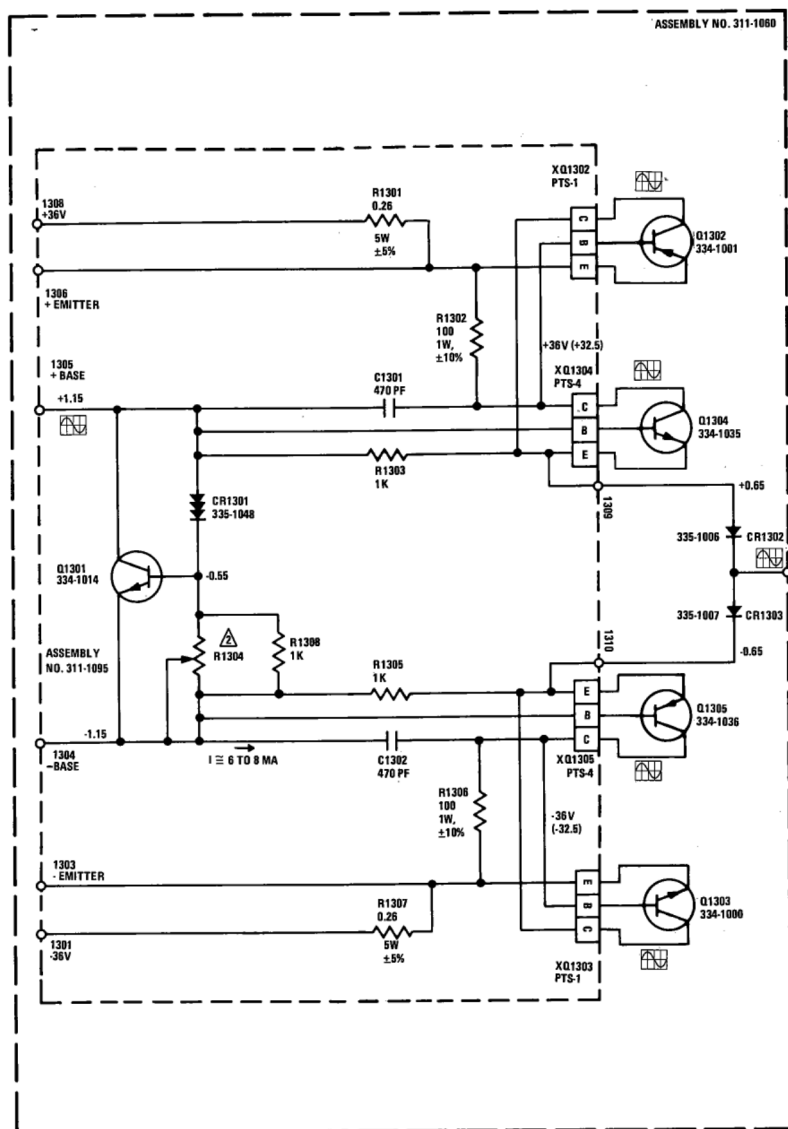 ASSEMBLY NO. 311-1060
XQ1302
PTS-1
1308
+36V
R1301
0.26
5W
±5%
C
B
E
Q1302
334-1001
1306
+ EMITTER
R1302
100
1W,
±10%
+36V (+32.5)
1305
+ BASE
+1.15
C1301
470 PF
XQ1304
PTS-4
C
B
E
Q1304
334-1035
R1303
1K
CR1301
335-1048
1309
+0.65
335-1006
CR1302
Q1301
334-1014
-0.55
335-1007
CR1303
1310
-0.65
ASSEMBLY
NO. 311-1095
2
R1304
R1308
1K
R1305
1K
E
B
C
Q1305
334-1036
-1.15
1304
–BASE
I ≅ 6 TO 8 MA
C1302
470 PF
XQ1305
PTS-4
R1306
100
1W,
±10%
-36V
(-32.5)
1303
- EMITTER
E
B
C
Q1303
334-1000
R1307
0.26
5W
±5%
1301
-36V
XQ1303
PTS-1